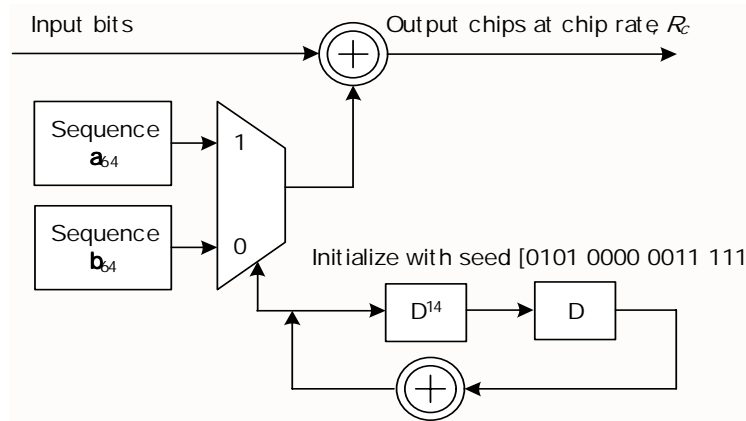 Input bits
Output chips at chip rate, Rc
Sequence
a64
1
Sequence
b64
0
Initialize with seed [0101 0000 0011 111
D14
D